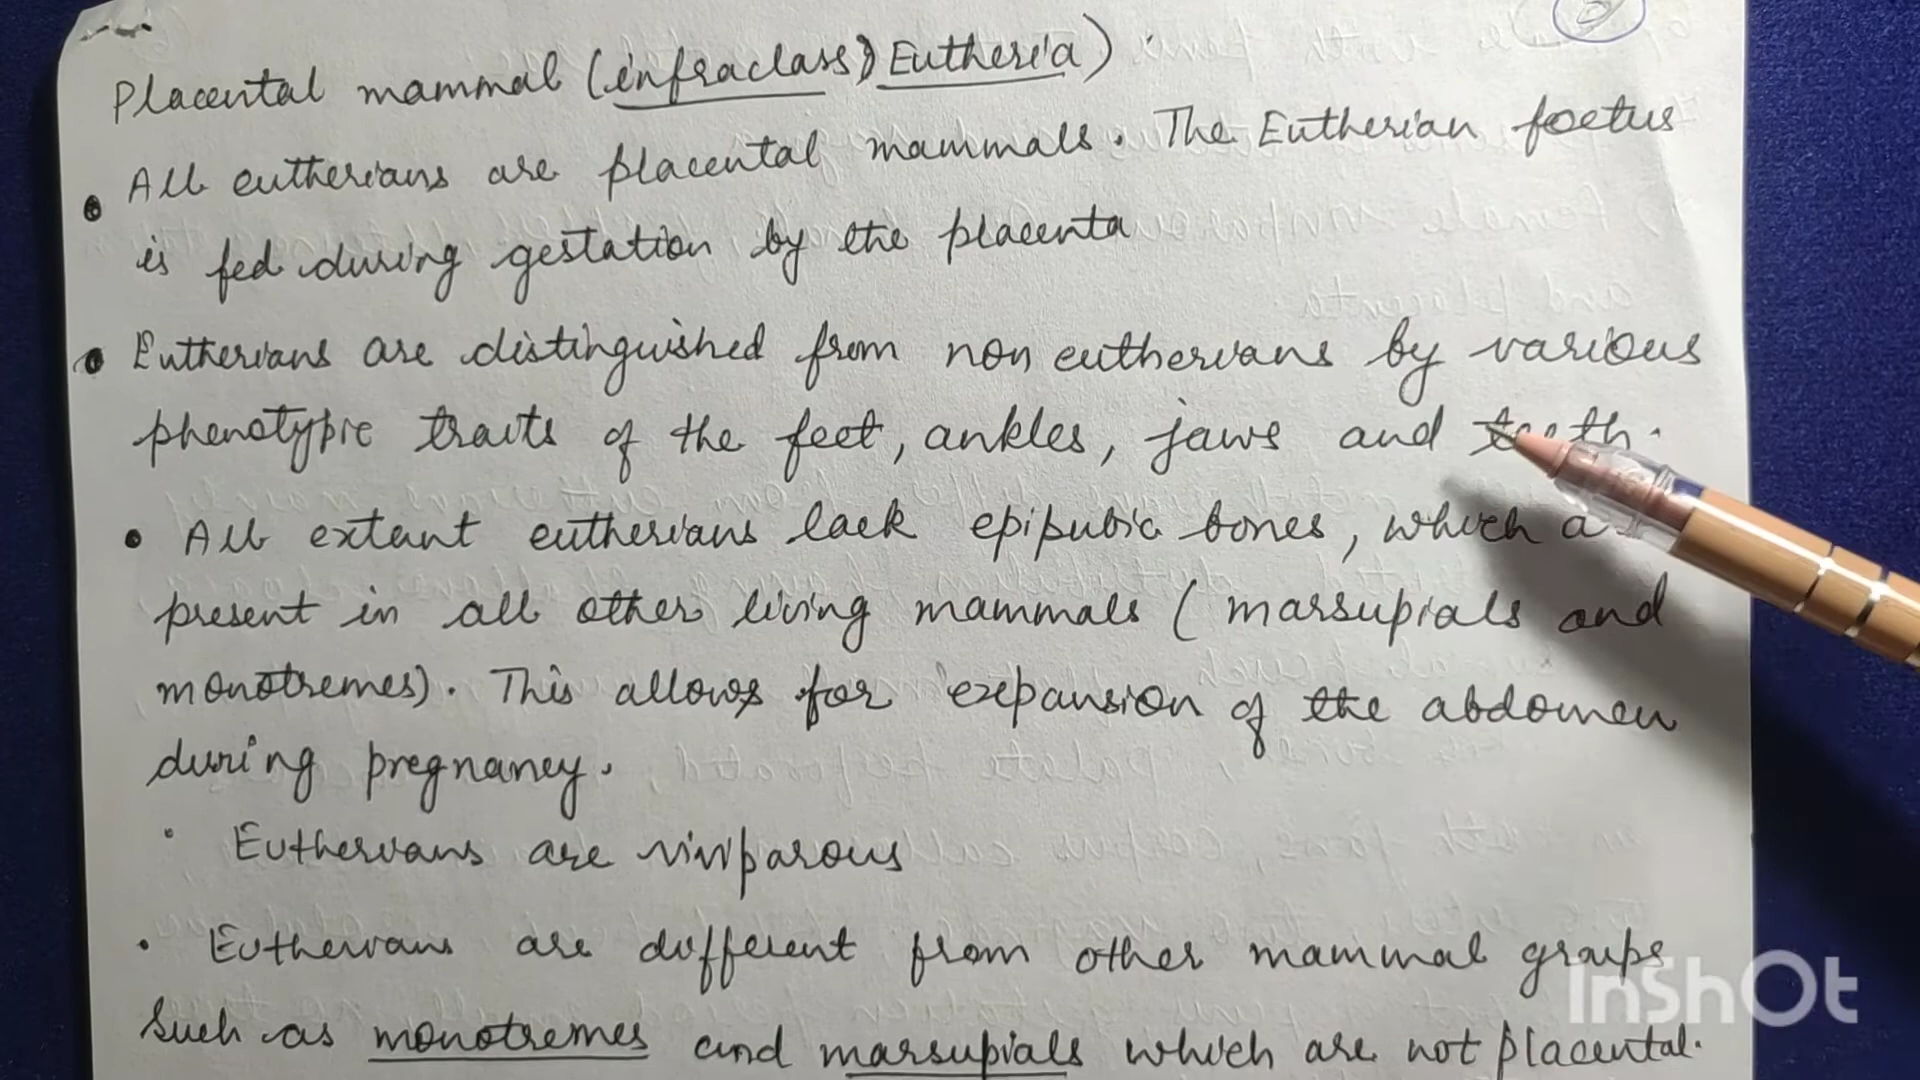 Placental mammal (infraclass) Eutheria)
All eutherians are placental mammals. The Eutherian foetus
is fed during gestation by the placenta
Eutherians are distinguished from non eutherians by various
phenotypic traits of the feet, ankles, jaws and teeth.
All extant eutherians lack epipubic bones, which
present in all other living mammals (marsupials and
monotremes). This allows for expansion of the abdomen
during pregnancy.
Eutherians are viviparous
Eutherians are different from other mammal groups
such as monotremes and marsupials which are not placental.
InShOt